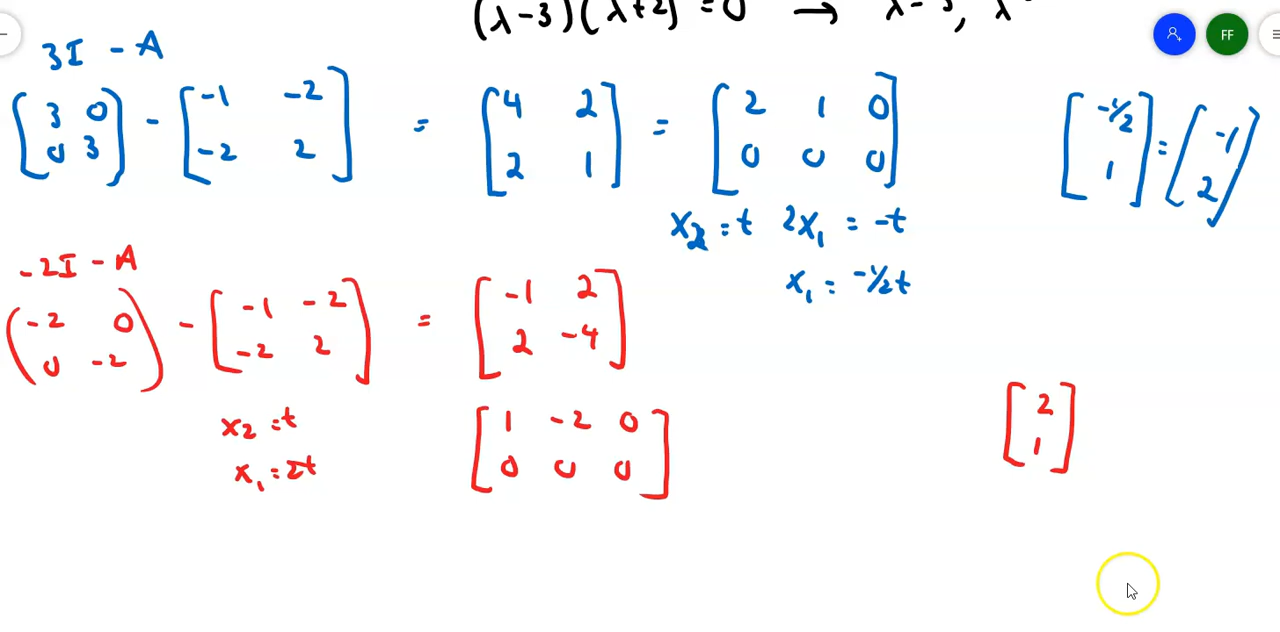 (λ-3)(λ+2) = 0 → λ=3, λ
FF
3I - A
[3 0; 0 3] - [-1 -2; -2 2] = [4 2; 2 1] = [2 1 0; 0 0 0]
[-1/2; 1] = [-1; 2]
x2 = t 2x1 = -t
x1 = -1/2t
-2I - A
(-2 0; 0 -2) - [-1 -2; -2 2] = [-1 2; 2 -4]
x2 = t
x1 = 2t
[1 -2 0; 0 0 0]
[2; 1]